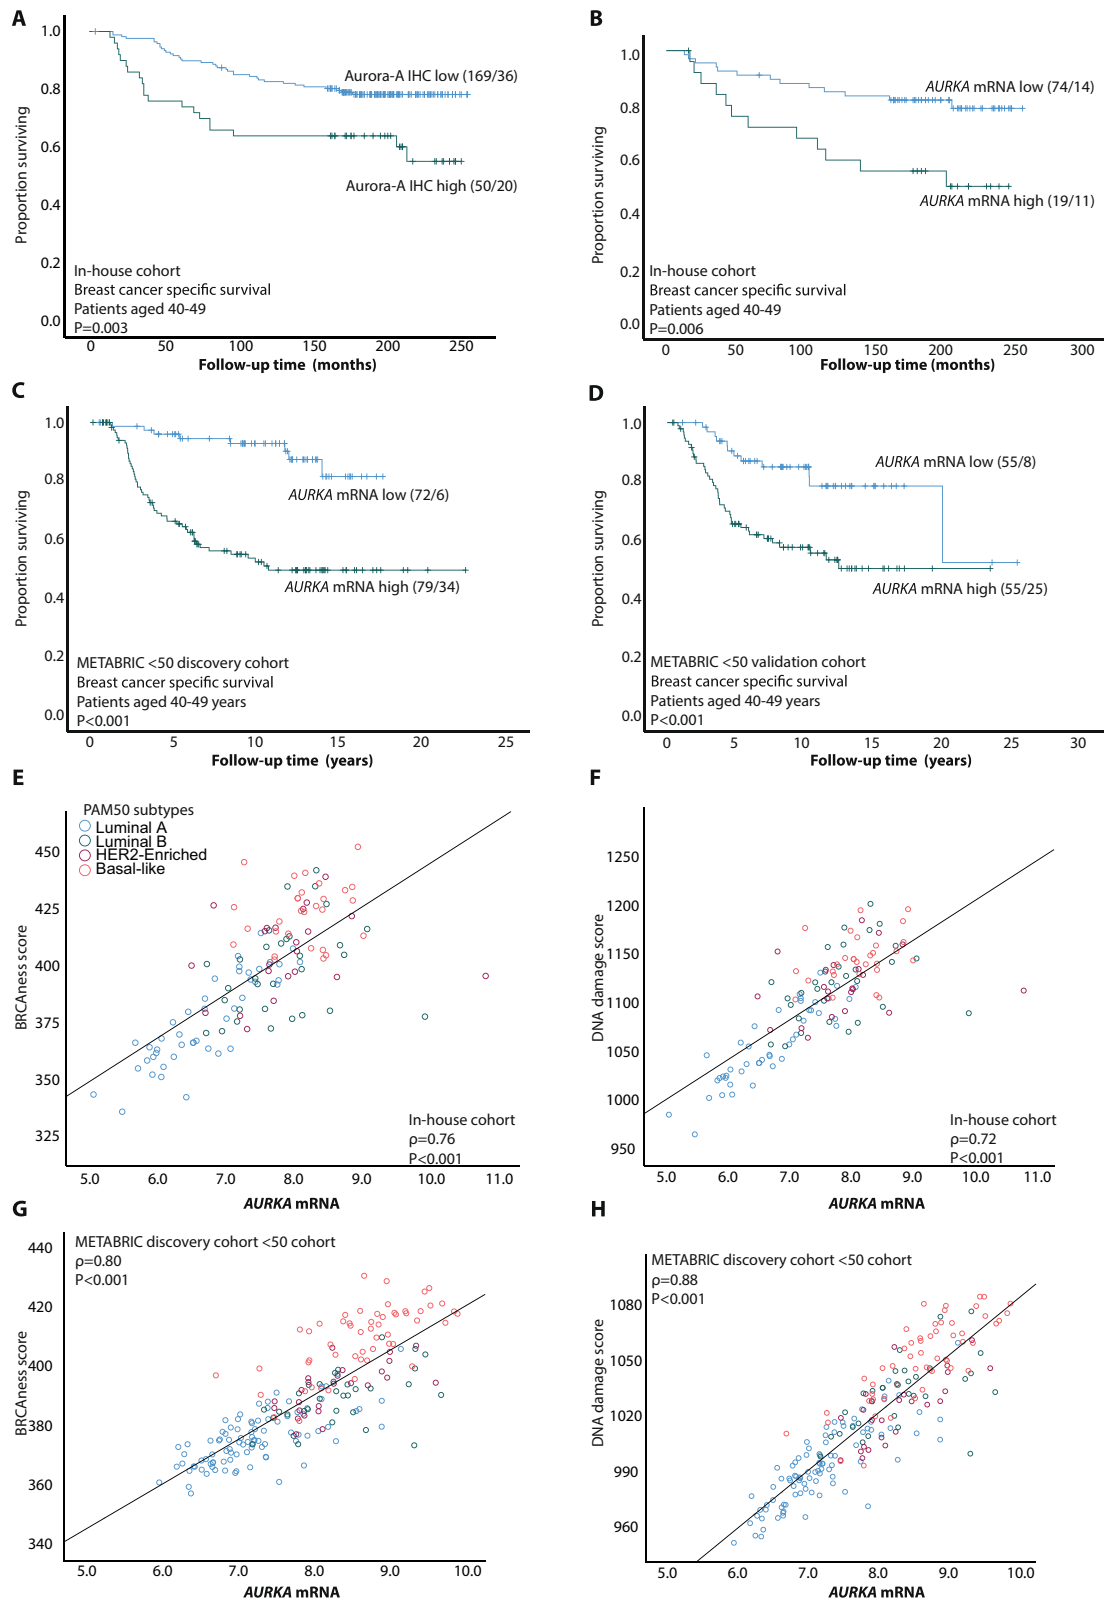 A
1.0
0.8
0.6
0.4
0.2
0.0
Proportion surviving
Aurora-A IHC low (169/36)
Aurora-A IHC high (50/20)
In-house cohort
Breast cancer specific survival
Patients aged 40-49
P=0.003
0 50 100 150 200 250
Follow-up time (months)
B
1.0
0.8
0.6
0.4
0.2
0.0
Proportion surviving
AURKA mRNA low (74/14)
AURKA mRNA high (19/11)
In-house cohort
Breast cancer specific survival
Patients aged 40-49
P=0.006
0 50 100 150 200 250 300
Follow-up time (months)
C
1.0
0.8
0.6
0.4
0.2
0.0
Proportion surviving
AURKA mRNA low (72/6)
AURKA mRNA high (79/34)
METABRIC <50 discovery cohort
Breast cancer specific survival
Patients aged 40-49 years
P<0.001
0 5 10 15 20 25
Follow-up time (years)
D
1.0
0.8
0.6
0.4
0.2
0.0
Proportion surviving
AURKA mRNA low (55/8)
AURKA mRNA high (55/25)
METABRIC <50 validation cohort
Breast cancer specific survival
Patients aged 40-49 years
P<0.001
0 5 10 15 20 25 30
Follow-up time (years)
E
PAM50 subtypes
Luminal A
Luminal B
HER2-Enriched
Basal-like
450
425
400
375
350
325
BRCAness score
In-house cohort
ρ=0.76
P<0.001
5.0 6.0 7.0 8.0 9.0 10.0 11.0
AURKA mRNA
F
1250
1200
1150
1100
1050
1000
950
DNA damage score
In-house cohort
ρ=0.72
P<0.001
5.0 6.0 7.0 8.0 9.0 10.0 11.0
AURKA mRNA
G
METABRIC discovery cohort <50 cohort
ρ=0.80
P<0.001
440
420
400
380
360
340
BRCAness score
5.0 6.0 7.0 8.0 9.0 10.0
AURKA mRNA
H
METABRIC discovery cohort <50 cohort
ρ=0.88
P<0.001
1080
1050
1020
990
960
DNA damage score
5.0 6.0 7.0 8.0 9.0 10.0
AURKA mRNA